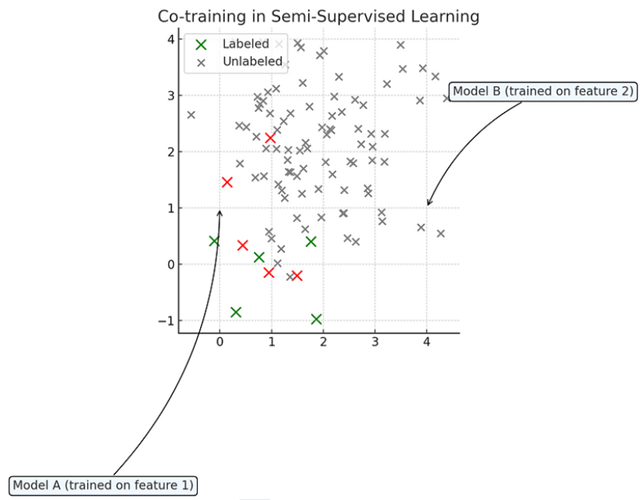 Co-training in Semi-Supervised Learning
Labeled
Unlabeled
4
3
2
1
0
−1
0
1
2
3
4
Model B (trained on feature 2)
Model A (trained on feature 1)